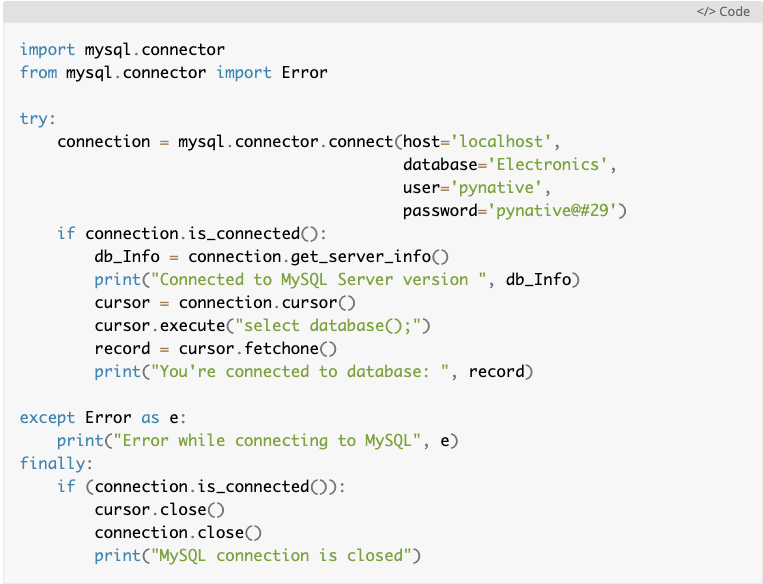 </> Code
import mysql.connector
from mysql.connector import Error
try:
connection = mysql.connector.connect(host='localhost',
database='Electronics',
user='pynative',
password='pynative@#29')
if connection.is_connected():
db_Info = connection.get_server_info()
print("Connected to MySQL Server version ", db_Info)
cursor = connection.cursor()
cursor.execute("select database();")
record = cursor.fetchone()
print("You're connected to database: ", record)
except Error as e:
print("Error while connecting to MySQL", e)
finally:
if (connection.is_connected()):
cursor.close()
connection.close()
print("MySQL connection is closed")